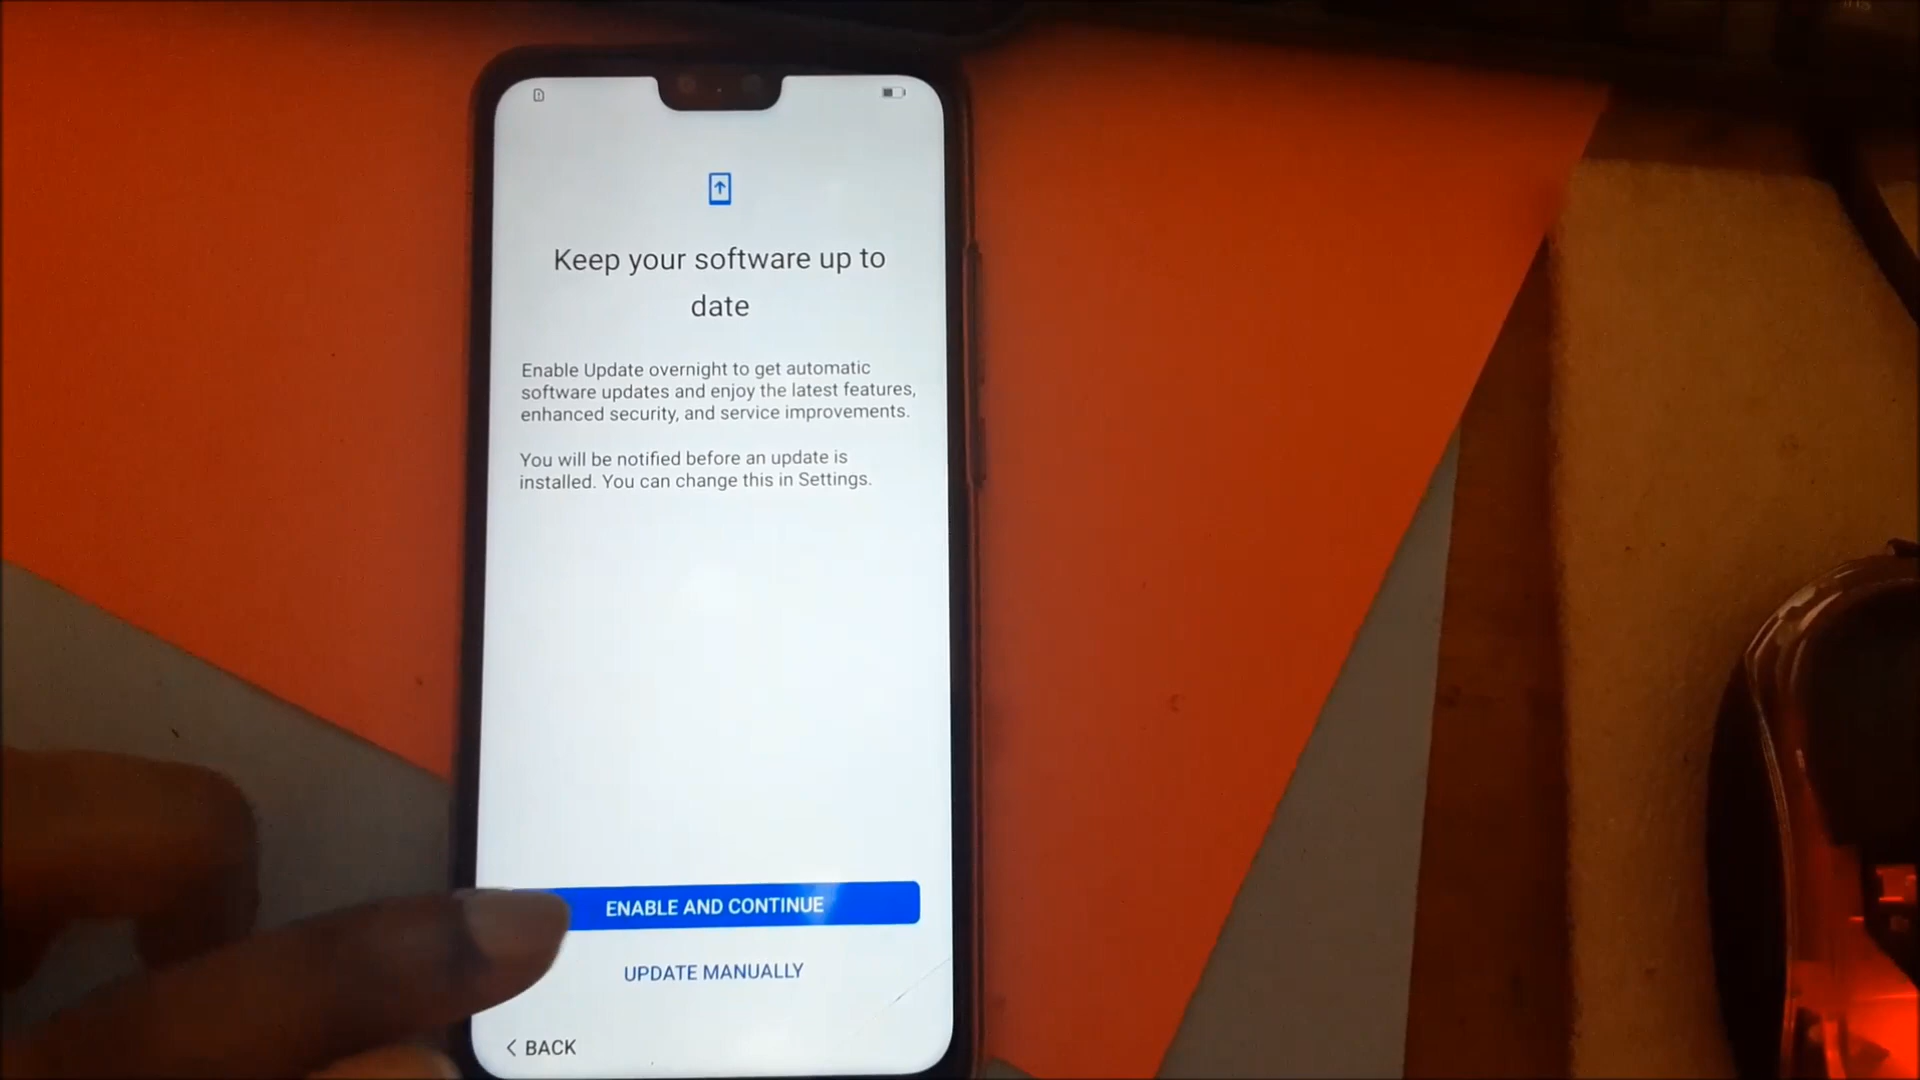 Keep your software up to
date
Enable Update overnight to get automatic
software updates and enjoy the latest features,
enhanced security, and service improvements.
You will be notified before an update is
installed. You can change this in Settings.
ENABLE AND CONTINUE
UPDATE MANUALLY
< BACK